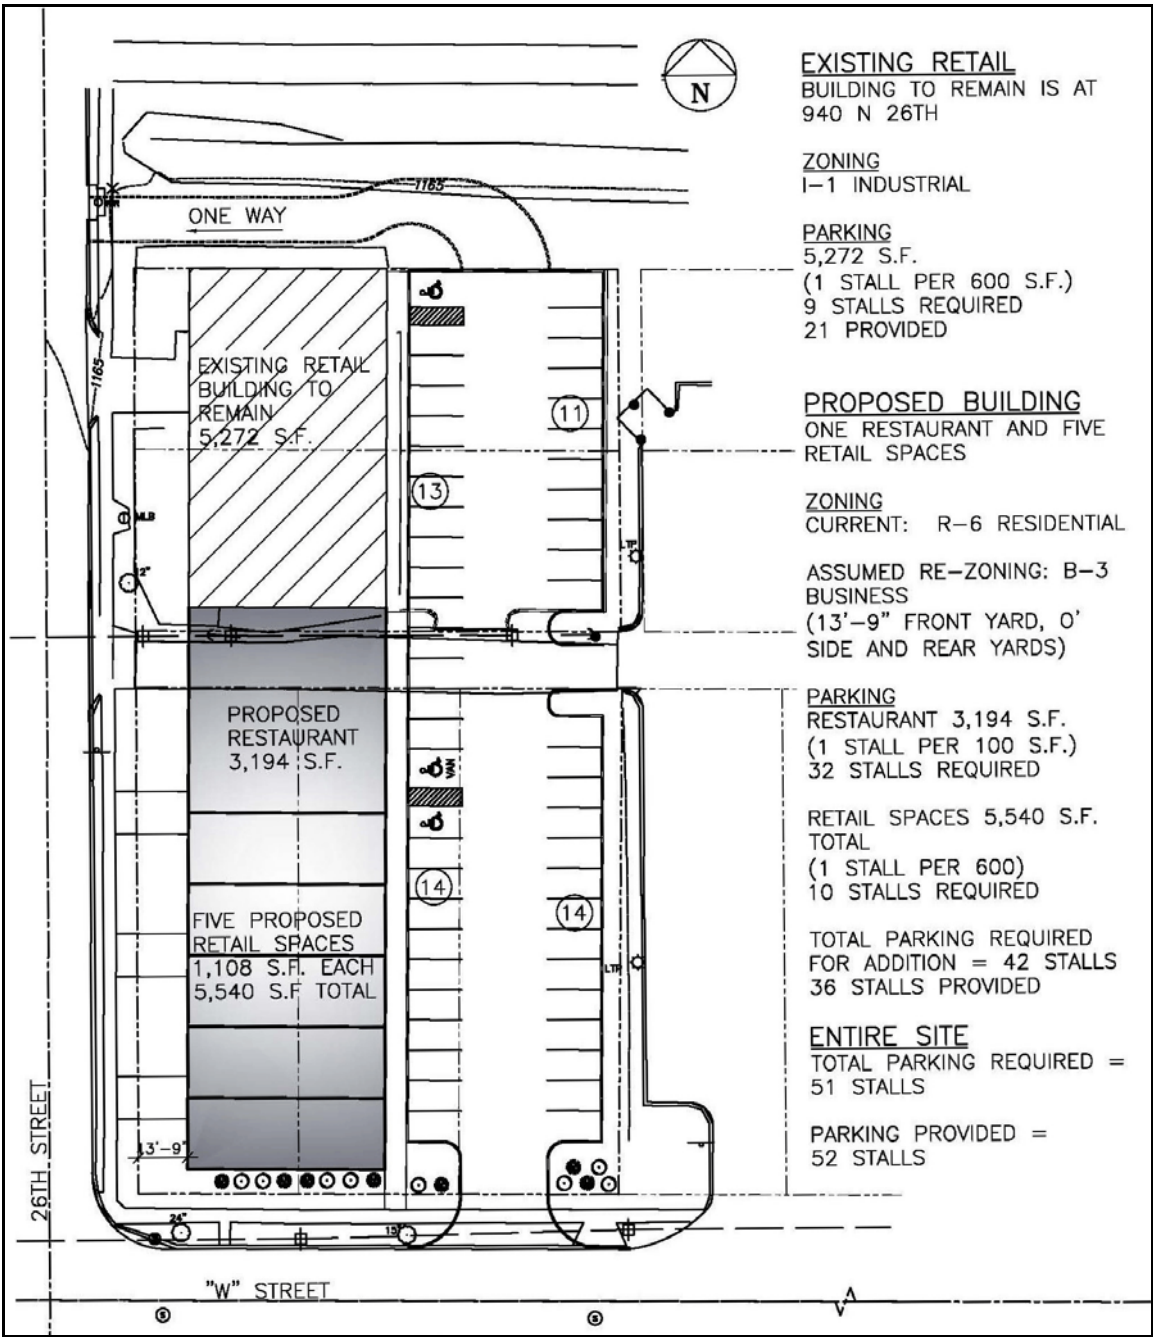 N
ONE WAY
1165
EXISTING RETAIL
BUILDING TO
REMAIN
5,272 S.F.
1165
11
13
MLB
12"
LTP
PROPOSED
RESTAURANT
3,194 S.F.
VAN
14
14
FIVE PROPOSED
RETAIL SPACES
1,108 S.F. EACH
5,540 S.F TOTAL
LTP
13'-9"
24"
15"
26TH STREET
"W" STREET
S
S
EXISTING RETAIL
BUILDING TO REMAIN IS AT
940 N 26TH
ZONING
I-1 INDUSTRIAL
PARKING
5,272 S.F.
(1 STALL PER 600 S.F.)
9 STALLS REQUIRED
21 PROVIDED
PROPOSED BUILDING
ONE RESTAURANT AND FIVE
RETAIL SPACES
ZONING
CURRENT: R-6 RESIDENTIAL
ASSUMED RE-ZONING: B-3
BUSINESS
(13'-9" FRONT YARD, 0'
SIDE AND REAR YARDS)
PARKING
RESTAURANT 3,194 S.F.
(1 STALL PER 100 S.F.)
32 STALLS REQUIRED
RETAIL SPACES 5,540 S.F.
TOTAL
(1 STALL PER 600)
10 STALLS REQUIRED
TOTAL PARKING REQUIRED
FOR ADDITION = 42 STALLS
36 STALLS PROVIDED
ENTIRE SITE
TOTAL PARKING REQUIRED =
51 STALLS
PARKING PROVIDED =
52 STALLS